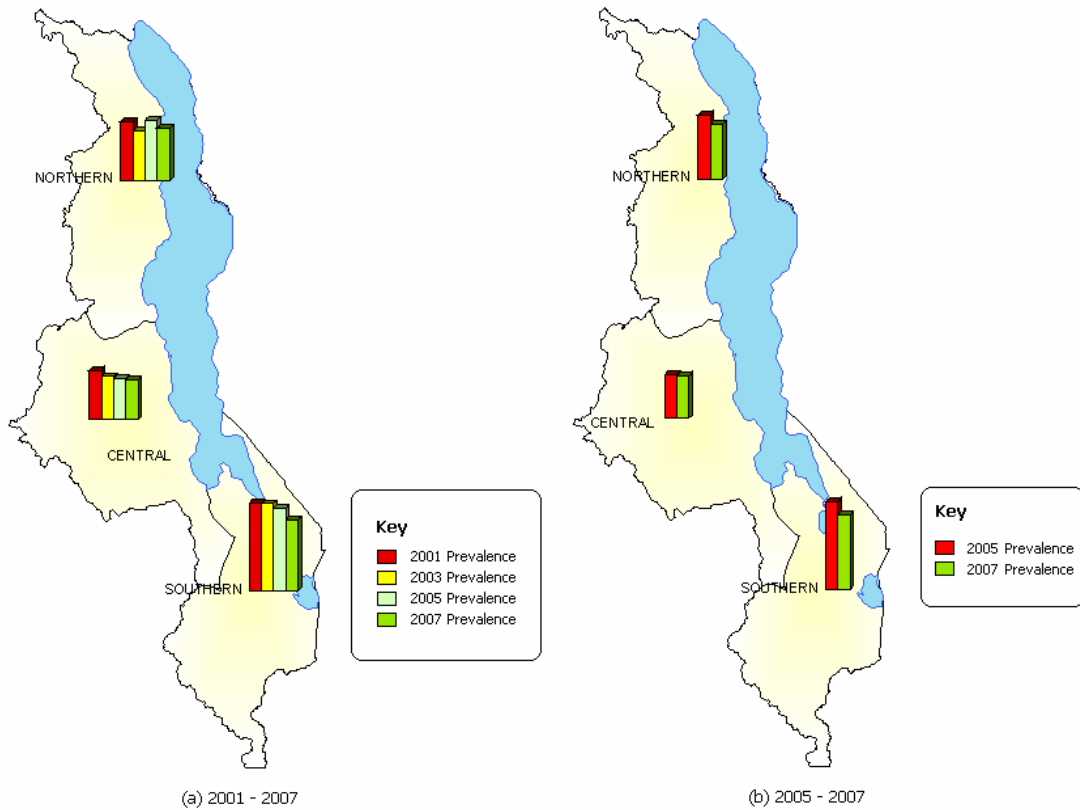 NORTHERN
CENTRAL
SOUTHERN
Key
2001 Prevalence
2003 Prevalence
2005 Prevalence
2007 Prevalence
(a) 2001 - 2007
NORTHERN
CENTRAL
SOUTHERN
Key
2005 Prevalence
2007 Prevalence
(b) 2005 - 2007